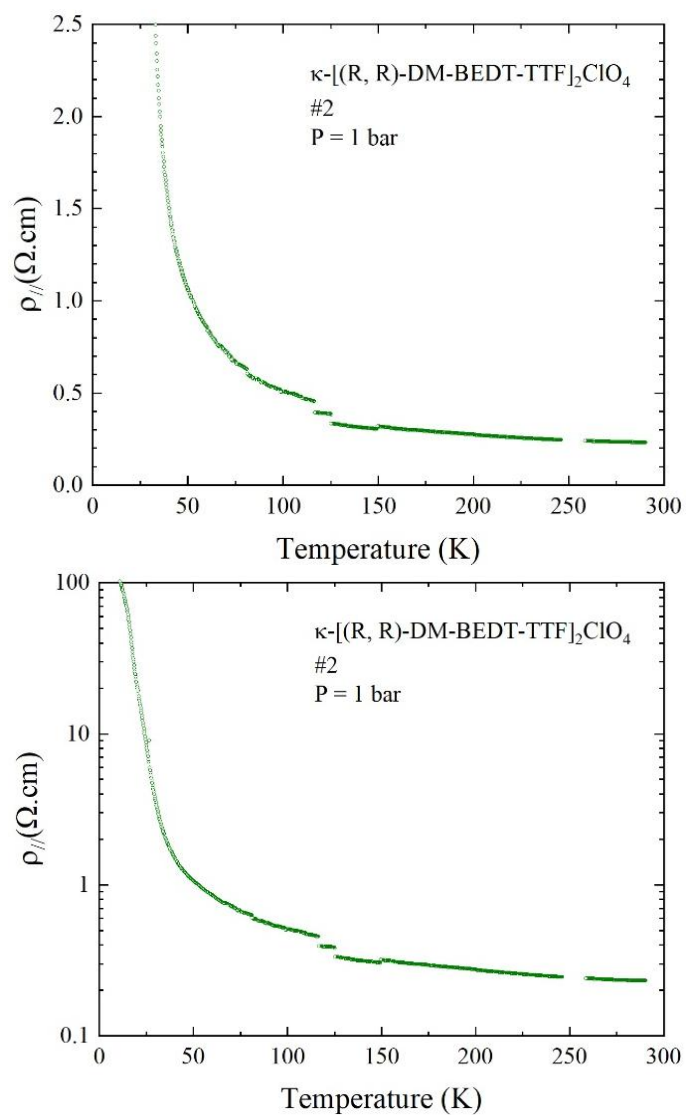 2.5
2.0
1.5
1.0
0.5
0.0
ρ//(Ω.cm)
κ-[(R, R)-DM-BEDT-TTF]₂ClO₄
#2
P = 1 bar
0 50 100 150 200 250 300
Temperature (K)
100
10
1
0.1
ρ//(Ω.cm)
κ-[(R, R)-DM-BEDT-TTF]₂ClO₄
#2
P = 1 bar
0 50 100 150 200 250 300
Temperature (K)